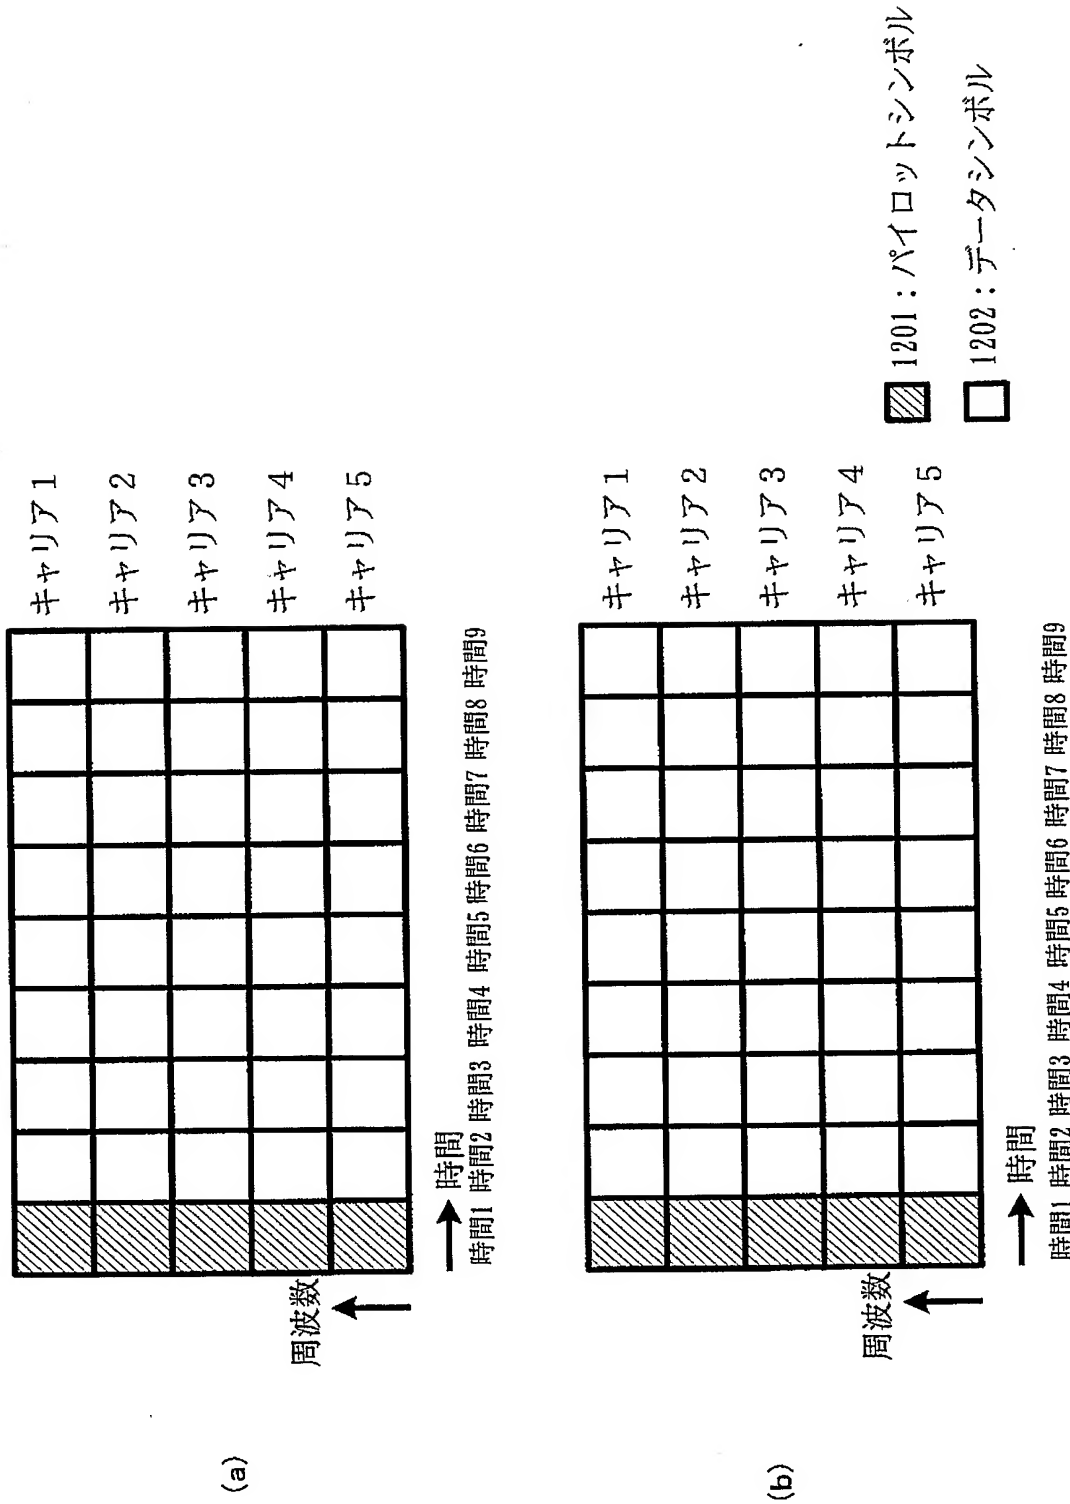 (a)
キャリア1
キャリア2
キャリア3
キャリア4
キャリア5
周波数
時間
時間1 時間2 時間3 時間4 時間5 時間6 時間7 時間8 時間9
(b)
キャリア1
キャリア2
キャリア3
キャリア4
キャリア5
周波数
時間
時間1 時間2 時間3 時間4 時間5 時間6 時間7 時間8 時間9
1201：パイロットシンボル
1202：データシンボル